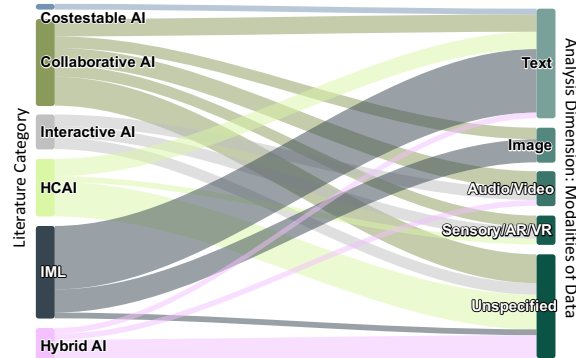 Costestable AI
Collaborative AI
Interactive AI
HCAI
IML
Hybrid AI
Literature Category
Text
Image
Audio/Video
Sensory/AR/VR
Unspecified
Analysis Dimension: Modalities of Data